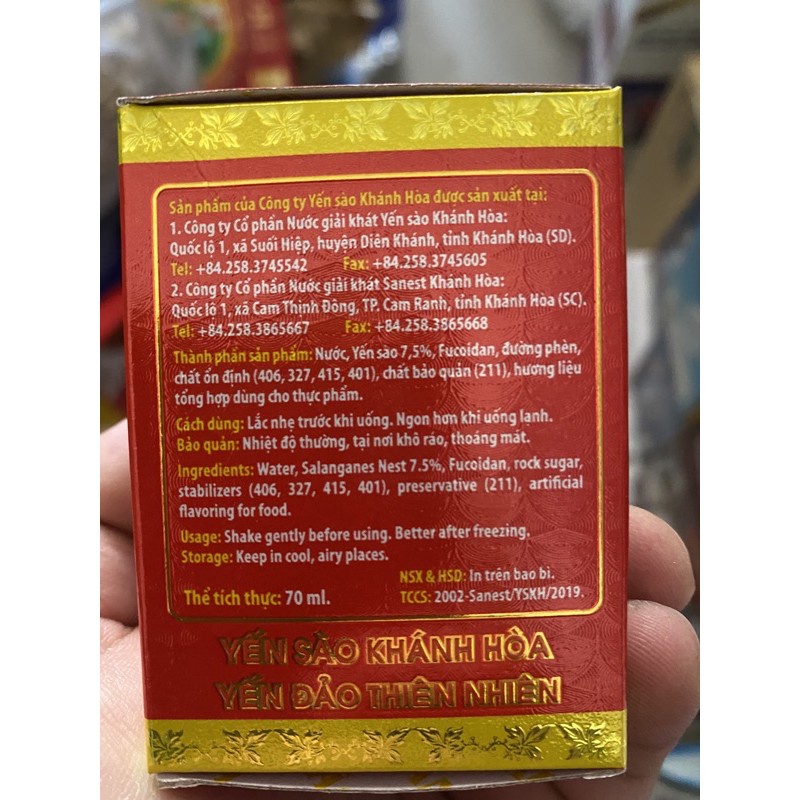 Sản phẩm của Công ty Yến sào Khánh Hòa được sản xuất tại:
1. Công ty Cổ phần Nước giải khát Yến sào Khánh Hòa:
Quốc lộ 1, xã Suối Hiệp, huyện Diên Khánh, tỉnh Khánh Hòa (SD).
Tel: +84.258.3745542 Fax: +84.258.3745605
2. Công ty Cổ phần Nước giải khát Sanest Khánh Hòa:
Quốc lộ 1, xã Cam Thịnh Đông, TP. Cam Ranh, tỉnh Khánh Hòa (SC).
Tel: +84.258.3865667 Fax: +84.258.3865668
Thành phần sản phẩm: Nước, Yến sào 7,5%, Fucoidan, đường phèn,
chất ổn định (406, 327, 415, 401), chất bảo quản (211), hương liệu
tổng hợp dùng cho thực phẩm.
Cách dùng: Lắc nhẹ trước khi uống. Ngon hơn khi uống lạnh.
Bảo quản: Nhiệt độ thường, tại nơi khô ráo, thoáng mát.
Ingredients: Water, Salanganes Nest 7.5%, Fucoidan, rock sugar,
stabilizers (406, 327, 415, 401), preservative (211), artificial
flavoring for food.
Usage: Shake gently before using. Better after freezing.
Storage: Keep in cool, airy places.
NSX & HSD: In trên bao bì.
Thể tích thực: 70 ml. TCCS: 2002-Sanest/YSKH/2019.
YẾN SÀO KHÁNH HÒA
YẾN ĐẢO THIÊN NHIÊN